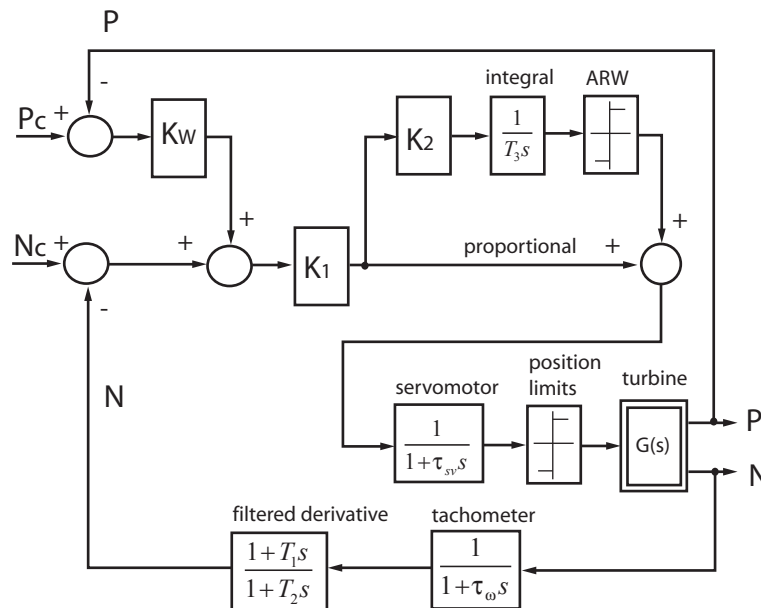 P
-
integral
ARW
Pc +
Kw
K2
1
T3s
+
+
Nc +
+
K1
proportional
+
-
N
servomotor
position
limits
turbine
1
1+τsvs
G(s)
P
N
filtered derivative
tachometer
1+T1s
1+T2s
1
1+τωs